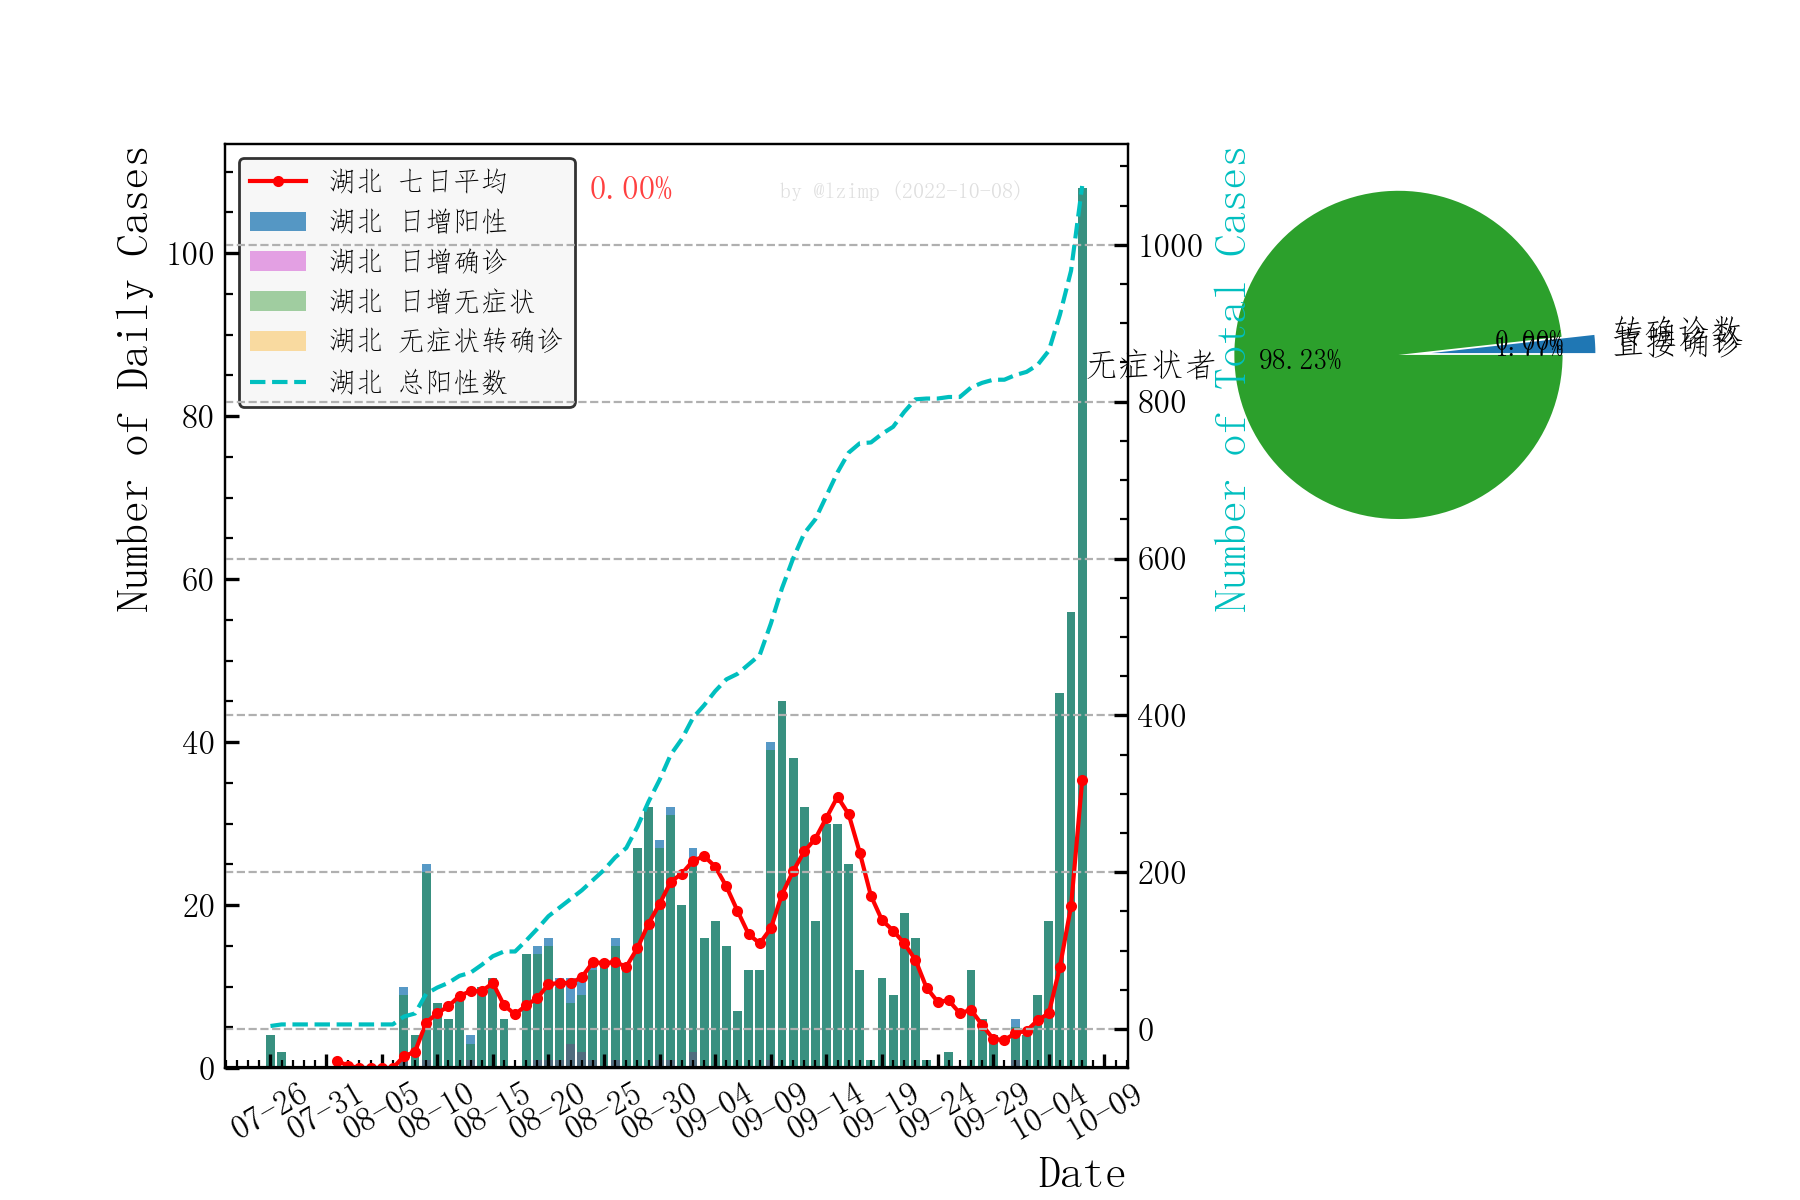 湖北 七日平均
湖北 日增阳性
湖北 日增确诊
湖北 日增无症状
湖北 无症状转确诊
湖北 总阳性数
0.00%
by @lzimp (2022-10-08)
Number of Daily Cases
100
80
60
40
20
0
1000
800
600
400
200
0
Number of Total Cases
07-26
07-31
08-05
08-10
08-15
08-20
08-25
08-30
09-04
09-09
09-14
09-19
09-24
09-29
10-04
10-09
Date
无症状者
98.23%
转确诊数
0.00%
直接确诊
1.77%